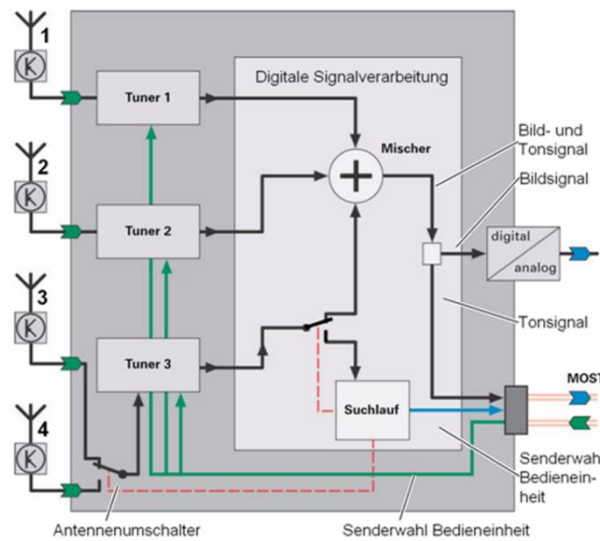 1
K
Tuner 1
Digitale Signalverarbeitung
Mischer
Bild- und
Tonsignal
Bildsignal
2
K
Tuner 2
digital
analog
3
K
Tonsignal
Tuner 3
MOST
Suchlauf
4
K
Senderwahl
Bedienein-
heit
Antennenumschalter
Senderwahl Bedieneinheit